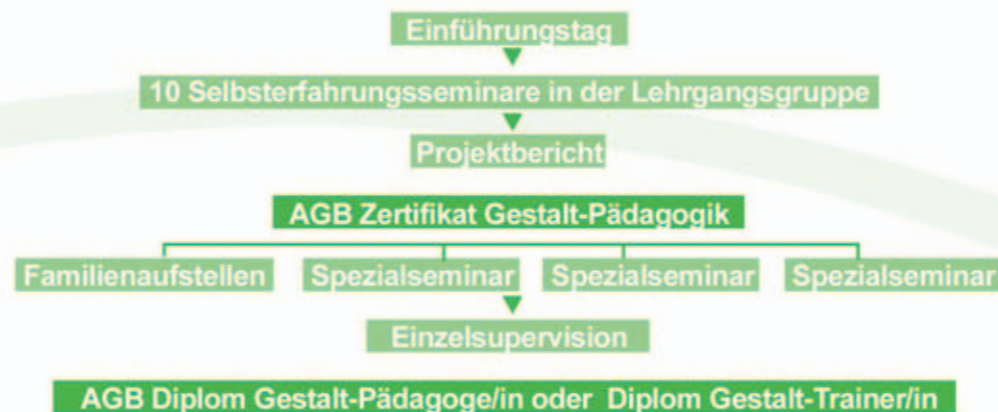 Einführungstag
10 Selbsterfahrungsseminare in der Lehrgangsgruppe
Projektbericht
AGB Zertifikat Gestalt-Pädagogik
Familienaufstellen Spezialseminar Spezialseminar Spezialseminar
Einzelsupervision
AGB Diplom Gestalt-Pädagoge/in oder Diplom Gestalt-Trainer/in